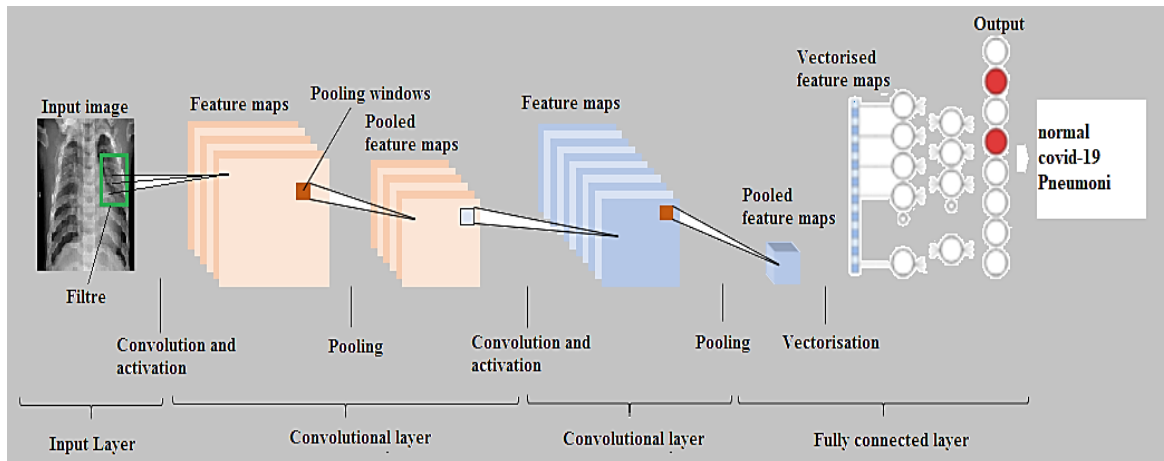 Input image
Filtre
Feature maps
Pooling windows
Pooled
feature maps
Feature maps
Pooled
feature maps
Vectorised
feature maps
Output
normal
covid-19
Pneumoni
Convolution and
activation
Pooling
Convolution and
activation
Pooling
Vectorisation
Input Layer
Convolutional layer
Convolutional layer
Fully connected layer